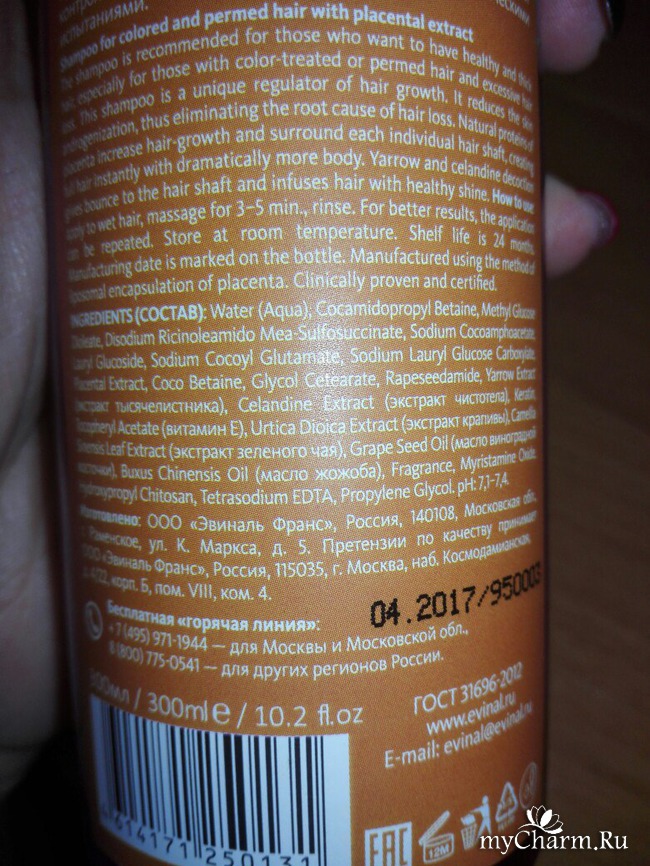 испытаниями.
Shampoo for colored and permed hair with placental extract
The shampoo is recommended for those who want to have healthy and thick
hair, especially for those with color-treated or permed hair and excessive hair
loss. This shampoo is a unique regulator of hair growth. It reduces the skin
androgenization, thus eliminating the root cause of hair loss. Natural proteins of
placenta increase hair-growth and surround each individual hair shaft, creating
full hair instantly with dramatically more body. Yarrow and celandine decoction
gives bounce to the hair shaft and infuses hair with healthy shine. How to use:
to wet hair, massage for 3–5 min., rinse. For better results, the application
can be repeated. Store at room temperature. Shelf life is 24 months.
Manufacturing date is marked on the bottle. Manufactured using the method of
liposomal encapsulation of placenta. Clinically proven and certified.
INGREDIENTS (СОСТАВ): Water (Aqua), Cocamidopropyl Betaine, Methyl Glucose
Dioleate, Disodium Ricinoleamido Mea-Sulfosuccinate, Sodium Cocoamphoacetate,
Lauryl Glucoside, Sodium Cocoyl Glutamate, Sodium Lauryl Glucose Carboxylate,
Placental Extract, Coco Betaine, Glycol Cetearate, Rapeseedamide, Yarrow Extract
(экстракт тысячелистника), Celandine Extract (экстракт чистотела), Keratin,
Tocopheryl Acetate (витамин Е), Urtica Dioica Extract (экстракт крапивы), Camellia
Sinensis Leaf Extract (экстракт зеленого чая), Grape Seed Oil (масло виноградной
косточки), Buxus Chinensis Oil (масло жожоба), Fragrance, Myristamine Oxide,
Hydroxypropyl Chitosan, Tetrasodium EDTA, Propylene Glycol. pH: 7,1-7,4.
Изготовлено: ООО «Эвиналь Франс», Россия, 140108, Московская обл.,
г. Раменское, ул. К. Маркса, д. 5. Претензии по качеству принимает
ООО «Эвиналь Франс», Россия, 115035, г. Москва, наб. Космодамианская,
д. 4/22, корп. Б, пом. VIII, ком. 4.
04.2017/950003
Бесплатная «горячая линия»:
+7 (495) 971-1944 — для Москвы и Московской обл.,
8 (800) 775-0541 — для других регионов России.
300мл / 300ml e / 10.2 fl.oz
ГОСТ 31696-2012
www.evinal.ru
E-mail: evinal@evinal.ru
4 614171 250131
EAC
12M
myCharm.Ru